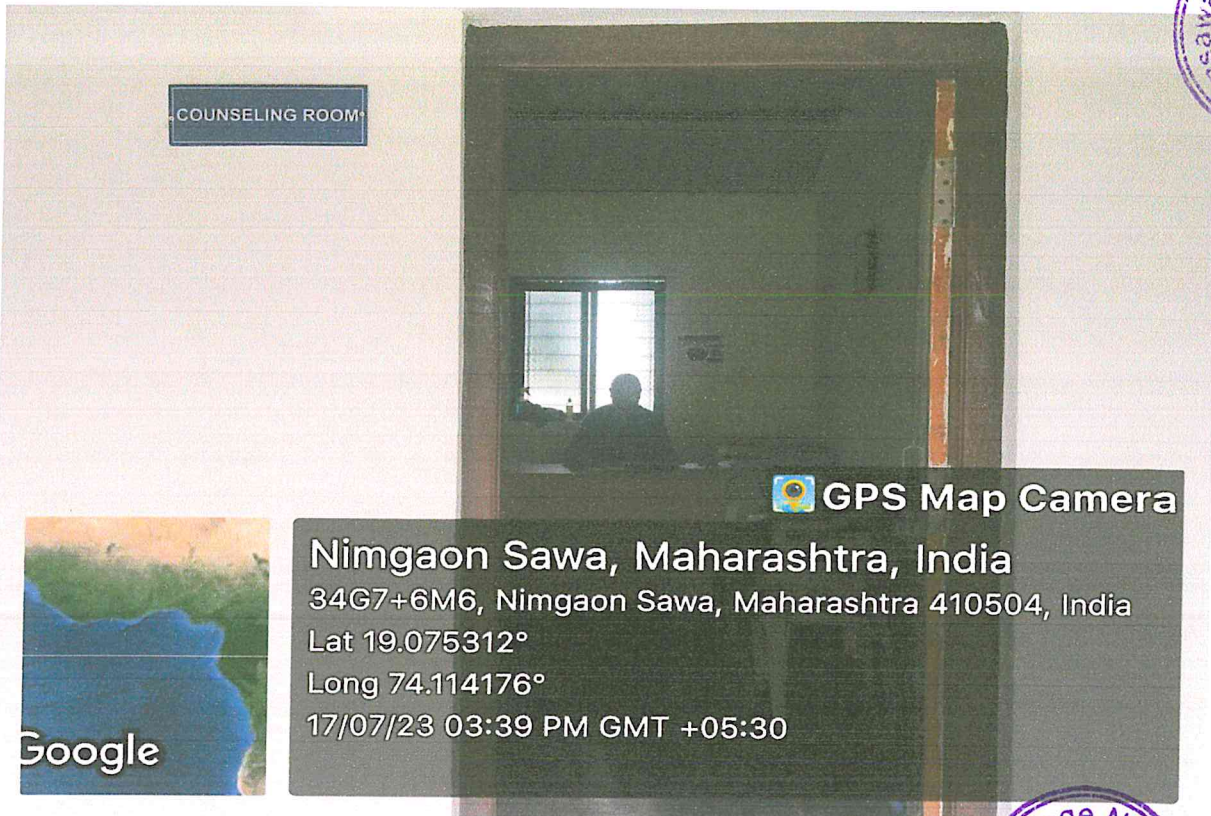 COUNSELING ROOM
GPS Map Camera
Nimgaon Sawa, Maharashtra, India
34G7+6M6, Nimgaon Sawa, Maharashtra 410504, India
Lat 19.075312°
Long 74.114176°
17/07/23 03:39 PM GMT +05:30
Google